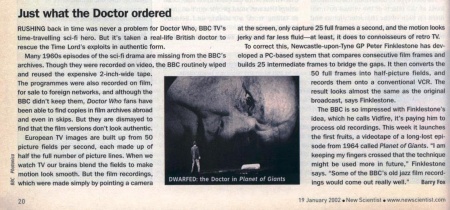 Just what the Doctor ordered
RUSHING back in time was never a problem for Doctor Who, BBC TV's
time-travelling sci-fi hero. But it's taken a real-life British doctor to
rescue the Time Lord's exploits in authentic form.
Many 1960s episodes of the sci-fi drama are missing from the BBC's
archives. Though they were recorded on video, the BBC routinely wiped
and reused the expensive 2-inch-wide tape.
The programmes were also recorded on film,
for sale to foreign networks, and although the
BBC didn't keep them, Doctor Who fans have
been able to find copies in film archives abroad
and even in skips. But they are dismayed to
find that the film versions don't look authentic.
European TV images are built up from 50
picture fields per second, each made up of
half the full number of picture lines. When we
watch TV our brains blend the fields to make
motion look smooth. But the film recordings,
which were made simply by pointing a camera
BBC Photolibrary
DWARFED: the Doctor in Planet of Giants
at the screen, only capture 25 full frames a second, and the motion looks
jerky and far less fluid—at least, it does to connoisseurs of retro TV.
To correct this, Newcastle-upon-Tyne GP Peter Finklestone has dev-
eloped a PC-based system that compares consecutive film frames and
builds 25 intermediate frames to bridge the gaps. It then converts the
50 full frames into half-picture fields, and
records them onto a conventional VCR. The
result looks almost the same as the original
broadcast, says Finklestone.
The BBC is so impressed with Finklestone's
idea, which he calls Vidfire, it's paying him to
process old recordings. This week it launches
the first fruits, a videotape of a long-lost epi-
sode from 1964 called Planet of Giants. "I am
keeping my fingers crossed that the technique
might be used more in future," Finklestone
says. "Some of the BBC's old jazz film record-
ings would come out really well." Barry Fox
20
19 January 2002 • New Scientist • www.newscientist.com